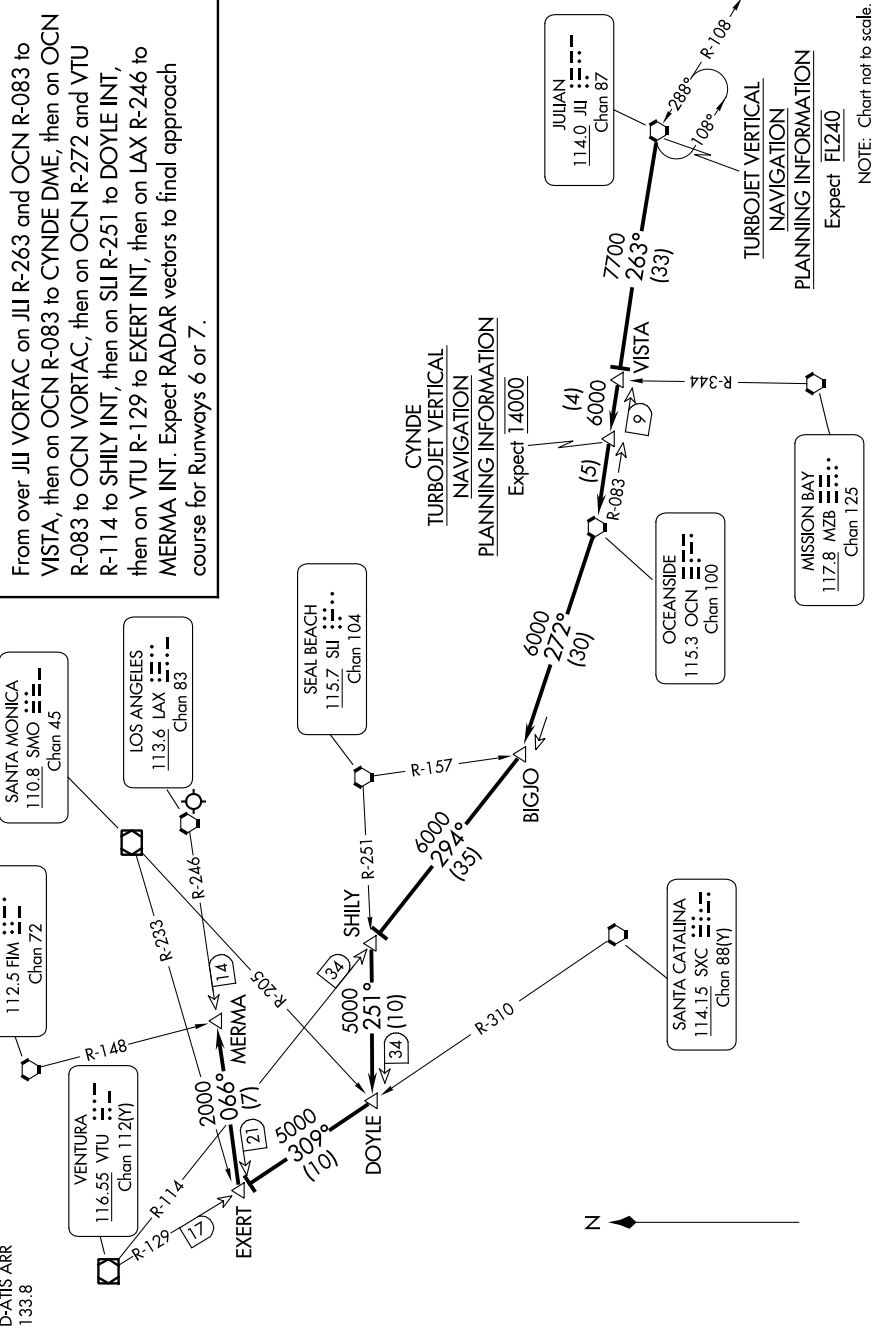 D-ATIS ARR
133.8
From over JLI VORTAC on JLI R-263 and OCN R-083 to
VISTA, then on OCN R-083 to CYNDE DME, then on OCN
R-083 to OCN VORTAC, then on OCN R-272 and VTU
R-114 to SHILY INT, then on SLI R-251 to DOYLE INT,
then on VTU R-129 to EXERT INT, then on LAX R-246 to
MERMA INT. Expect RADAR vectors to final approach
course for Runways 6 or 7.
112.5 FIM
Chan 72
SANTA MONICA
110.8 SMO
Chan 45
LOS ANGELES
113.6 LAX
Chan 83
VENTURA
116.55 VTU
Chan 112(Y)
SEAL BEACH
115.7 SLI
Chan 104
JULIAN
114.0 JLI
Chan 87
OCEANSIDE
115.3 OCN
Chan 100
MISSION BAY
117.8 MZB
Chan 125
SANTA CATALINA
114.15 SXC
Chan 88(Y)
R-148
R-233
R-246
R-205
R-114
R-129
R-251
R-157
R-310
R-083
R-344
R-108
288°
108°
14
34
21
17
34
9
MERMA
2000
066°
(7)
EXERT
5000
309°
(10)
DOYLE
5000
251°
(10)
SHILY
6000
294°
(35)
BIGJO
6000
272°
(30)
(5)
(4)
6000
VISTA
7700
263°
(33)
CYNDE
TURBOJET VERTICAL
NAVIGATION
PLANNING INFORMATION
Expect 14000
TURBOJET VERTICAL
NAVIGATION
PLANNING INFORMATION
Expect FL240
N
NOTE: Chart not to scale.